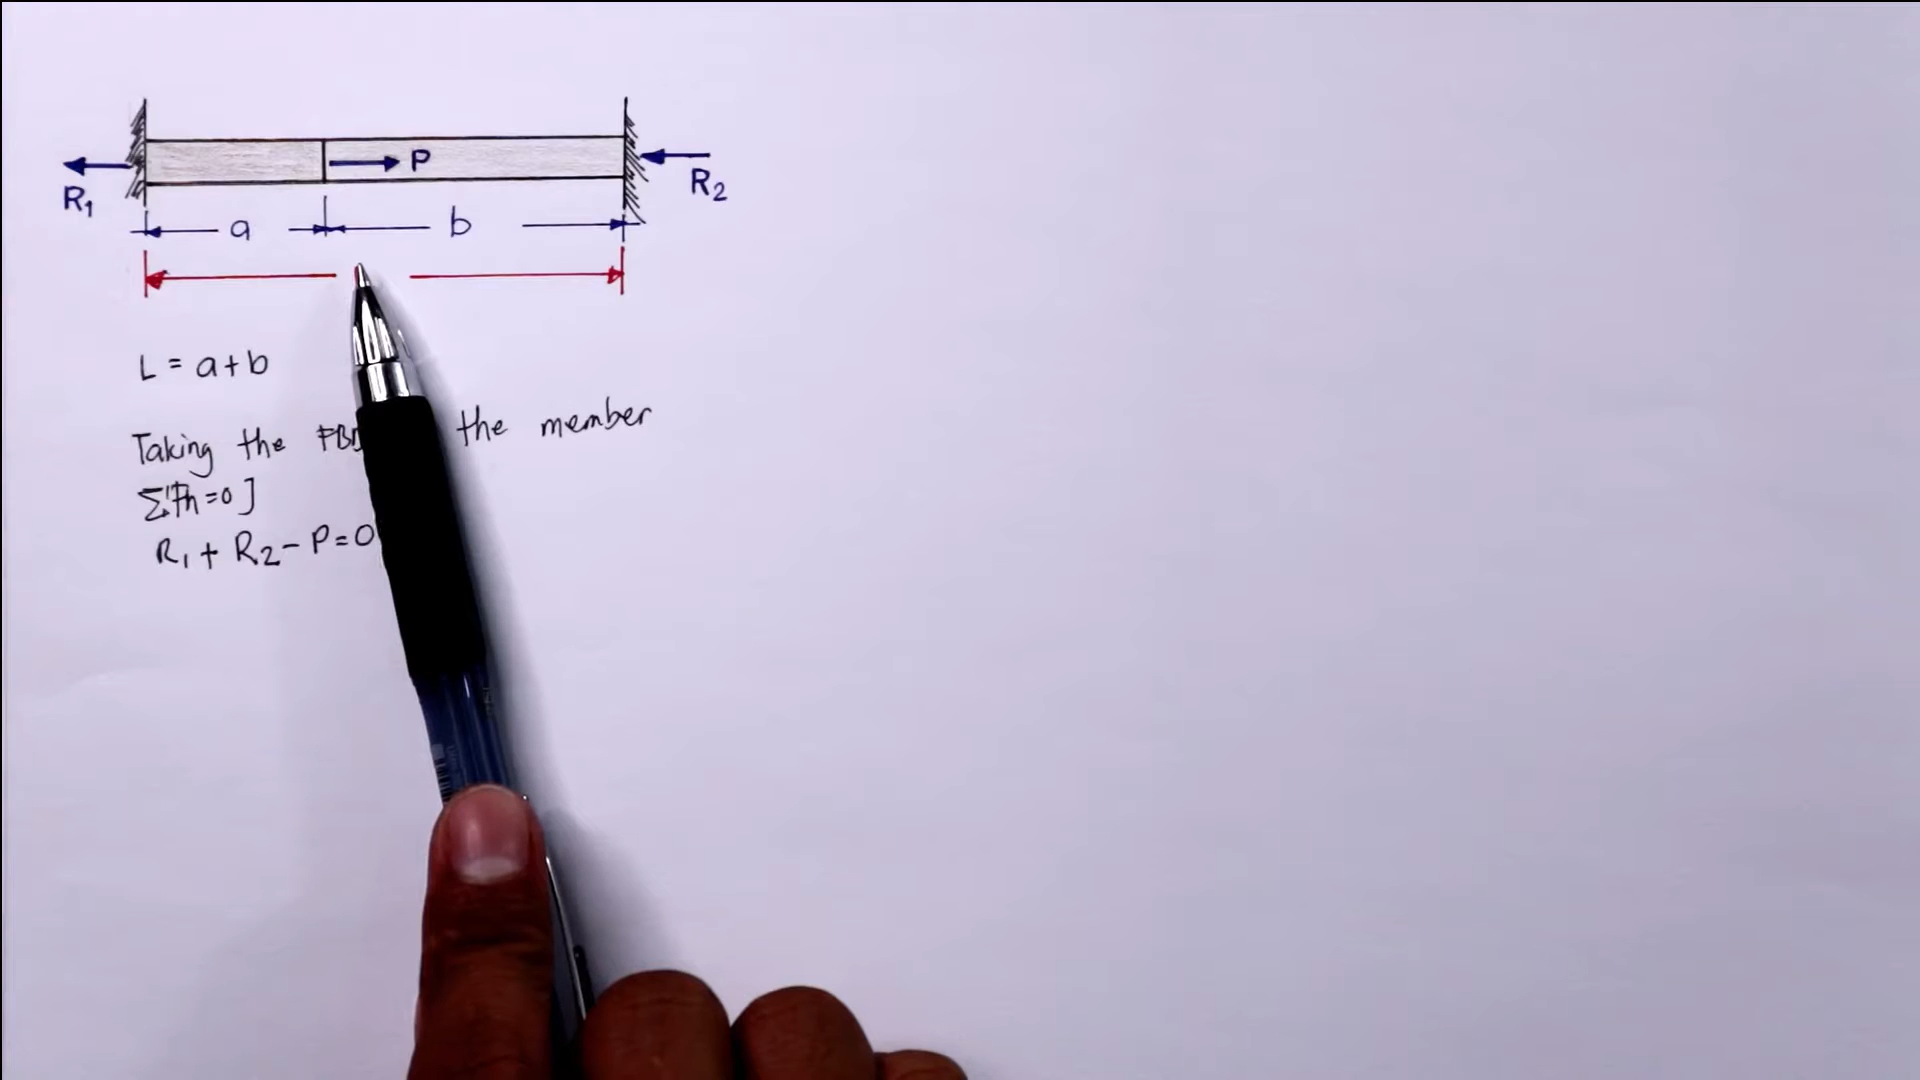 P
R1
R2
a
b
L = a+b
Taking the the member
ΣFh=0]
R1 + R2 - P = 0